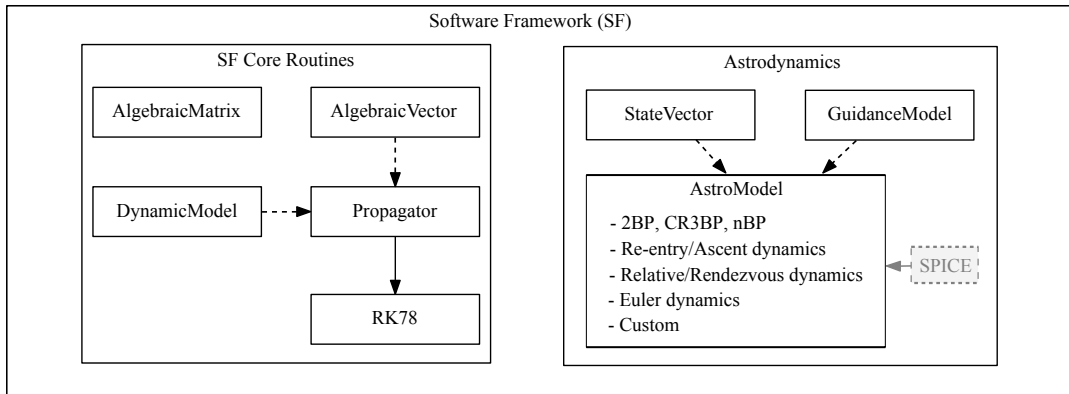 Software Framework (SF)
SF Core Routines
AlgebraicMatrix
AlgebraicVector
DynamicModel
Propagator
RK78
Astrodynamics
StateVector
GuidanceModel
AstroModel
- 2BP, CR3BP, nBP
- Re-entry/Ascent dynamics
- Relative/Rendezvous dynamics
- Euler dynamics
- Custom
SPICE